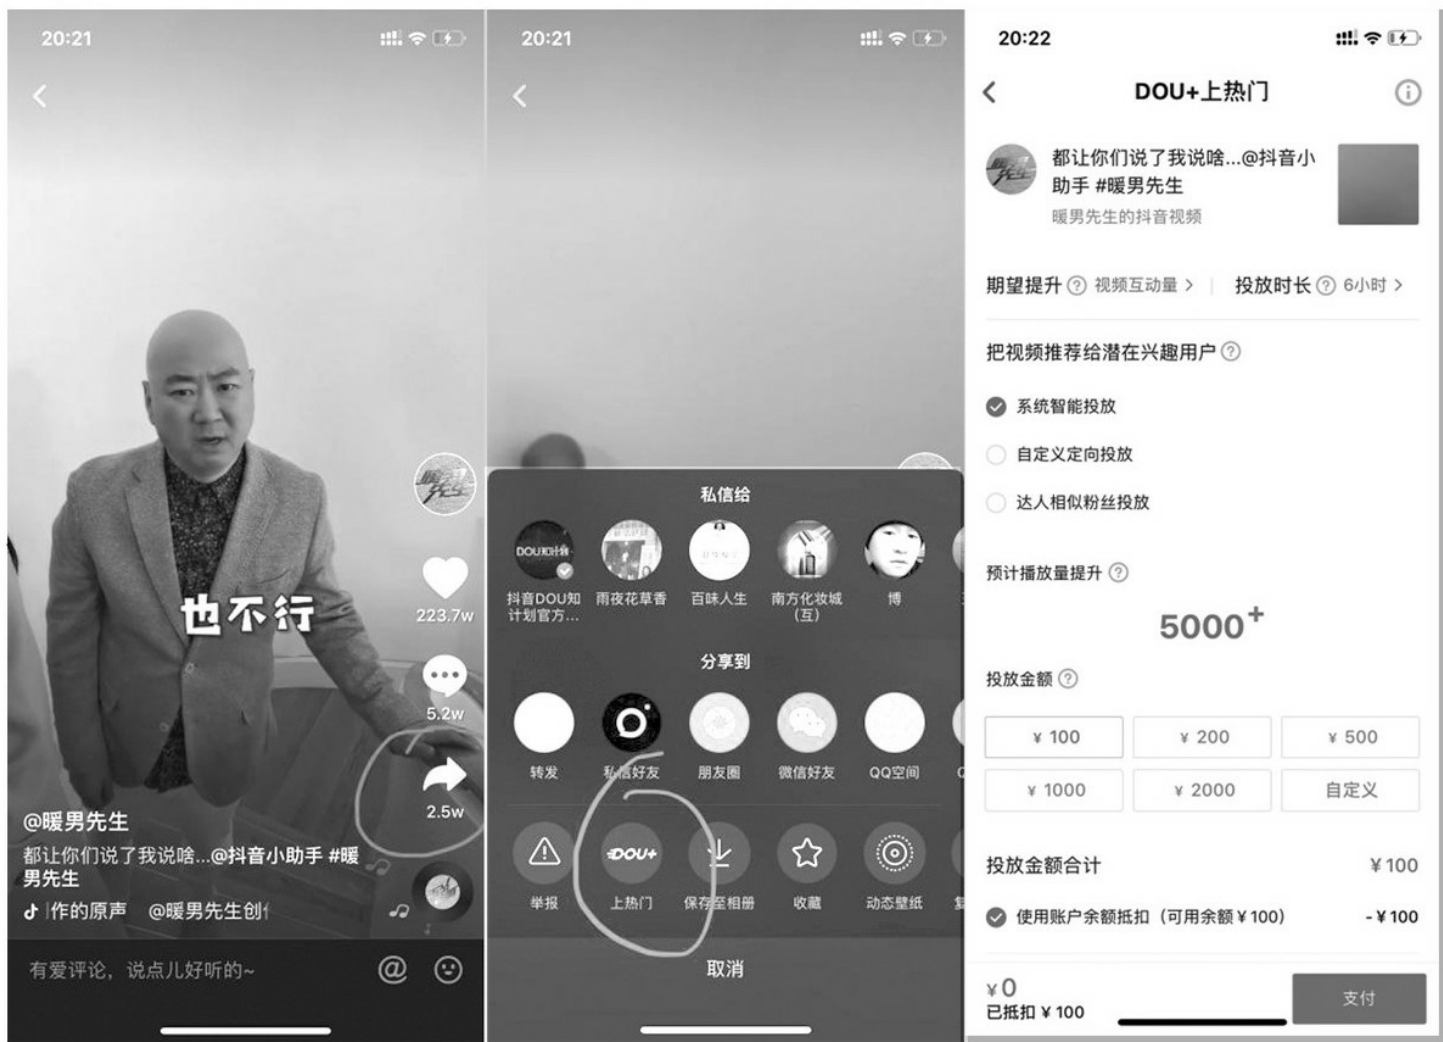 20:21
也不行
223.7w
5.2w
2.5w
@暖男先生
都让你们说了我说啥...@抖音小助手 #暖
男先生
作的原声 @暖男先生创
有爱评论，说点儿好听的~
@
20:21
私信给
抖音DOU知
计划官方...
雨夜花草香
百味人生
南方化妆城
(互)
博
分享到
转发
私信好友
朋友圈
微信好友
QQ空间
DOU+
举报
上热门
保存至相册
收藏
动态壁纸
取消
20:22
DOU+上热门
都让你们说了我说啥...@抖音小
助手 #暖男先生
暖男先生的抖音视频
期望提升 ? 视频互动量 > 投放时长 ? 6小时 >
把视频推荐给潜在兴趣用户 ?
系统智能投放
自定义定向投放
达人相似粉丝投放
预计播放量提升 ?
5000+
投放金额 ?
¥ 100 ¥ 200 ¥ 500
¥ 1000 ¥ 2000 自定义
投放金额合计 ¥ 100
使用账户余额抵扣（可用余额¥100） -¥100
¥0
已抵扣 ¥ 100
支付